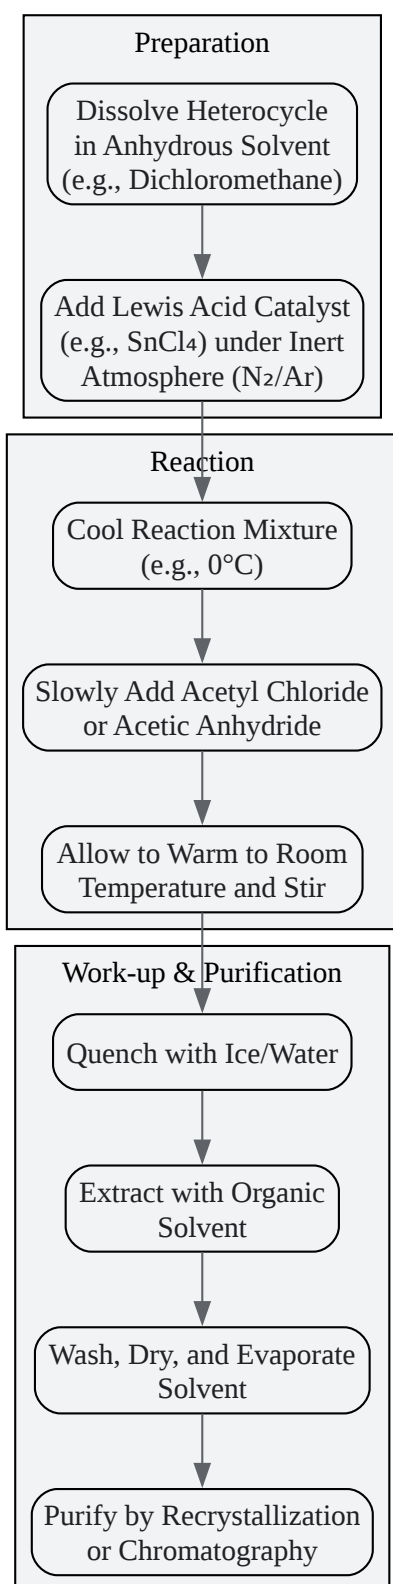 Preparation
Dissolve Heterocycle
in Anhydrous Solvent
(e.g., Dichloromethane)
Add Lewis Acid Catalyst
(e.g., SnCl₄) under Inert
Atmosphere (N₂/Ar)
Reaction
Cool Reaction Mixture
(e.g., 0°C)
Slowly Add Acetyl Chloride
or Acetic Anhydride
Allow to Warm to Room
Temperature and Stir
Work-up & Purification
Quench with Ice/Water
Extract with Organic
Solvent
Wash, Dry, and Evaporate
Solvent
Purify by Recrystallization
or Chromatography